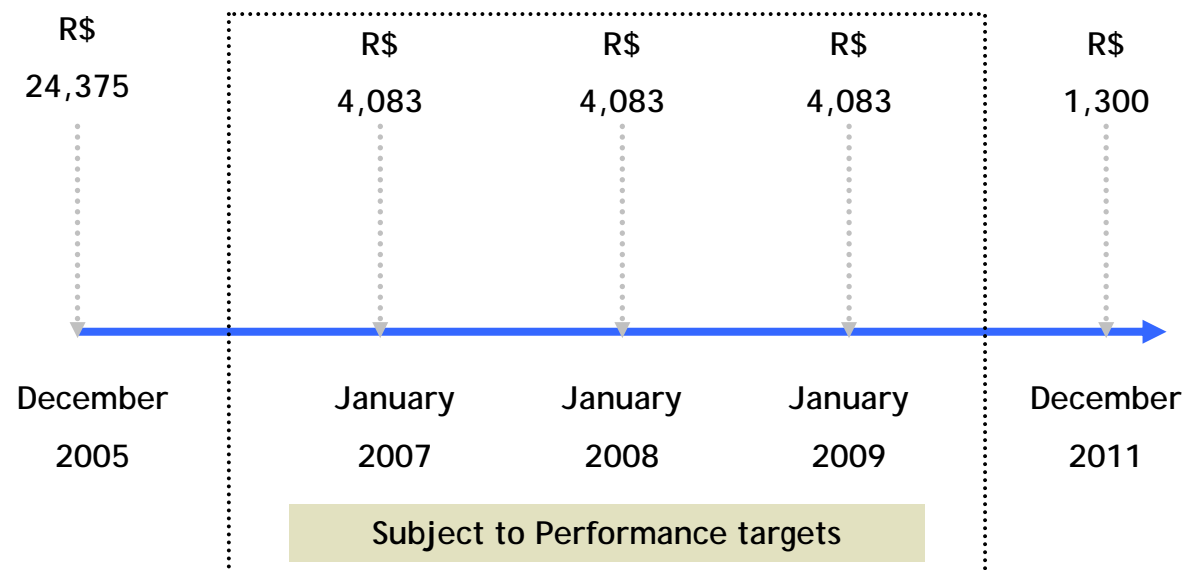 R$
24,375
R$
4,083
R$
4,083
R$
4,083
R$
1,300
December
2005
January
2007
January
2008
January
2009
December
2011
Subject to Performance targets